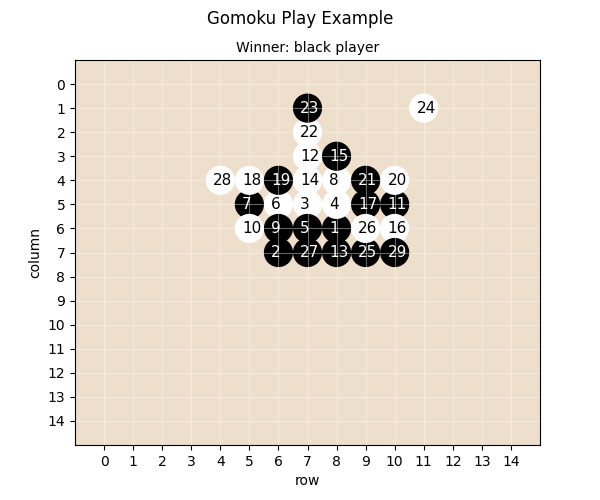 Gomoku Play Example
Winner: black player
0
1 23 24
2 22
3 12 15
4 28 18 19 14 8 21 20
5 7 6 3 4 17 11
6 10 9 5 1 26 16
7 2 27 13 25 29
8
9
10
11
12
13
14
column
0 1 2 3 4 5 6 7 8 9 10 11 12 13 14
row